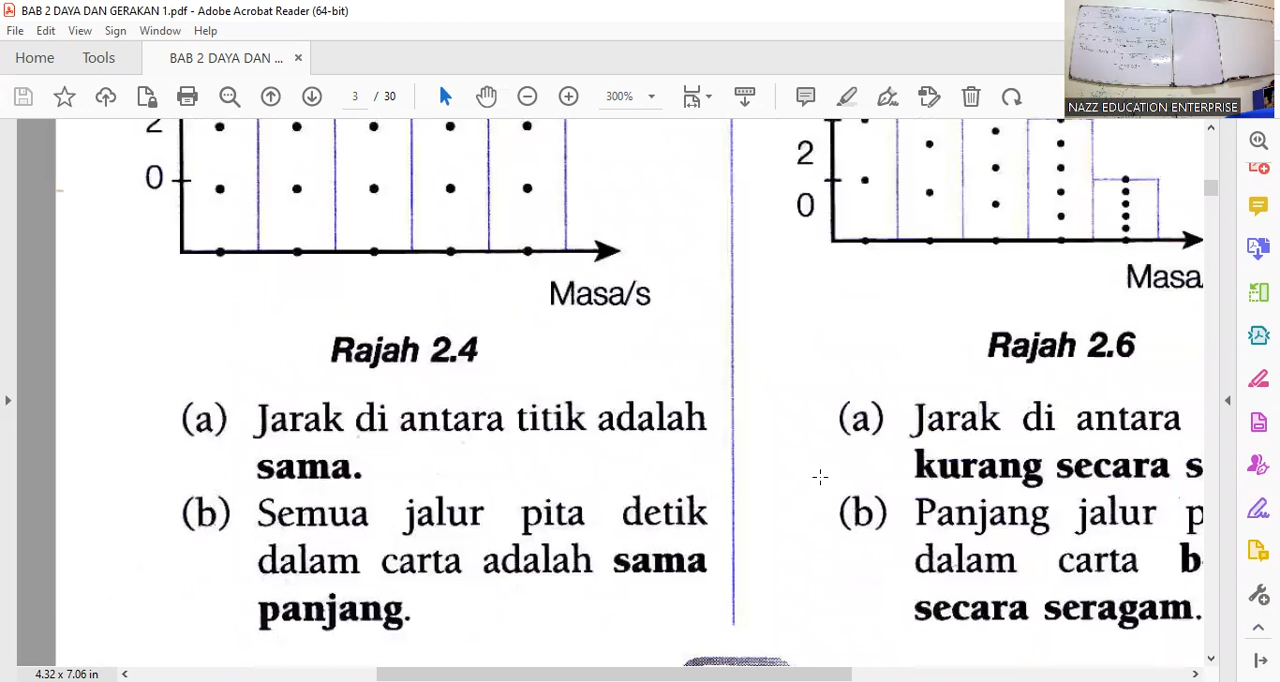 BAB 2 DAYA DAN GERAKAN 1.pdf - Adobe Acrobat Reader (64-bit)
File Edit View Sign Window Help
Home Tools BAB 2 DAYA DAN ... ×
3 / 30 300%
NAZZ EDUCATION ENTERPRISE
2
0
Masa/s
Rajah 2.4
(a) Jarak di antara titik adalah
sama.
(b) Semua jalur pita detik
dalam carta adalah sama
panjang.
2
0
Masa
Rajah 2.6
(a) Jarak di antara
kurang secara s
(b) Panjang jalur p
dalam carta b
secara seragam.
4.32 x 7.06 in